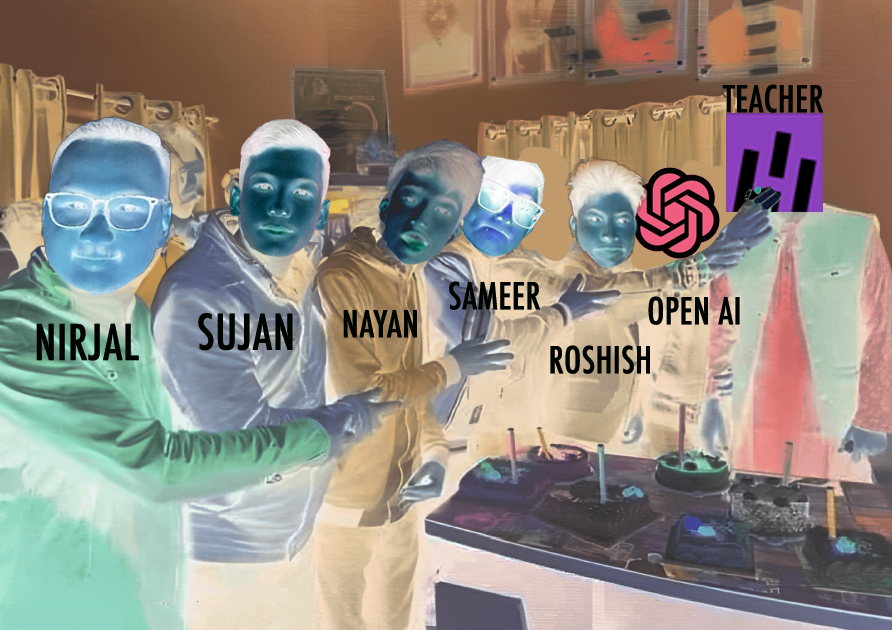 TEACHER
NIRJAL
SUJAN
NAYAN
SAMEER
OPEN AI
ROSHISH